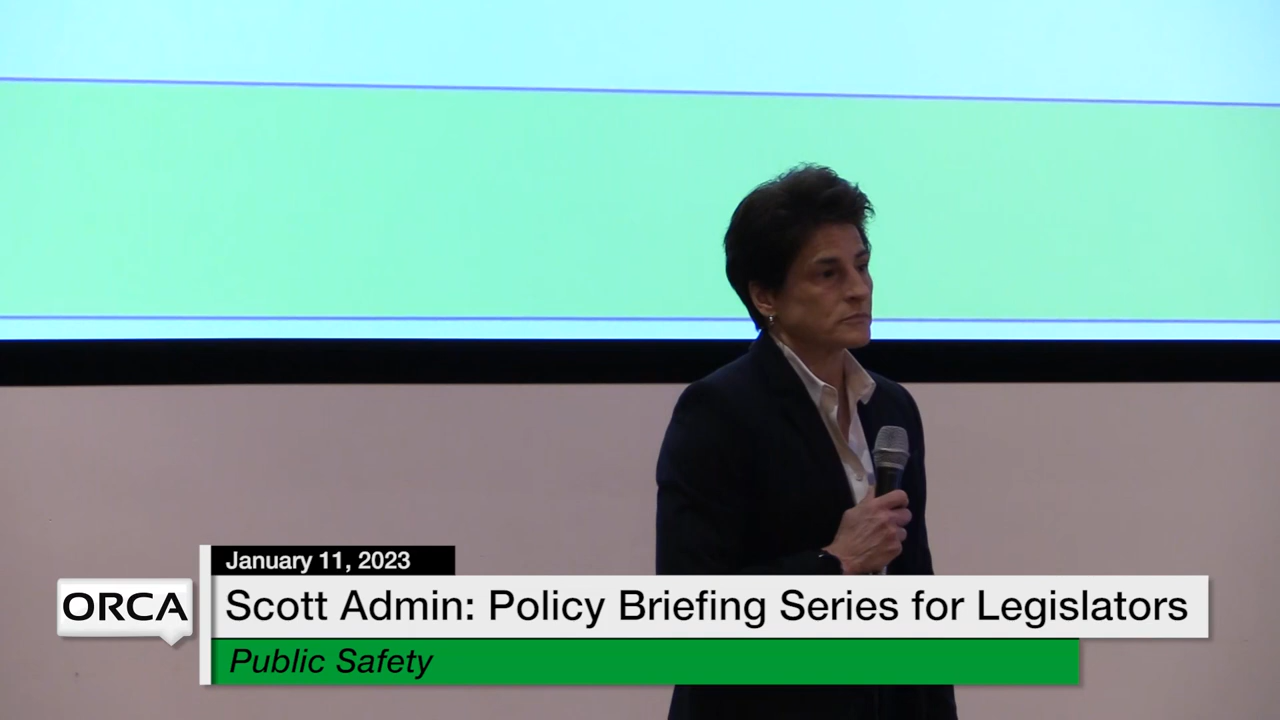 January 11, 2023
ORCA
Scott Admin: Policy Briefing Series for Legislators
Public Safety